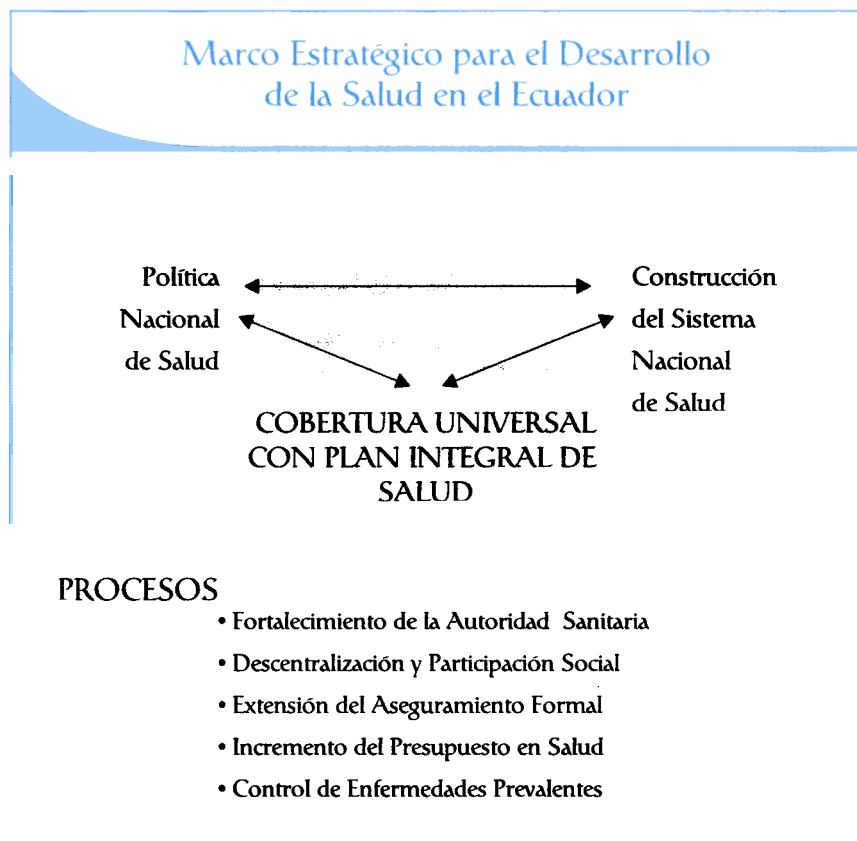 Marco Estratégico para el Desarrollo
de la Salud en el Ecuador
Política
Nacional
de Salud
Construcción
del Sistema
Nacional
de Salud
COBERTURA UNIVERSAL
CON PLAN INTEGRAL DE
SALUD
PROCESOS
• Fortalecimiento de la Autoridad Sanitaria
• Descentralización y Participación Social
• Extensión del Aseguramiento Formal
• Incremento del Presupuesto en Salud
• Control de Enfermedades Prevalentes